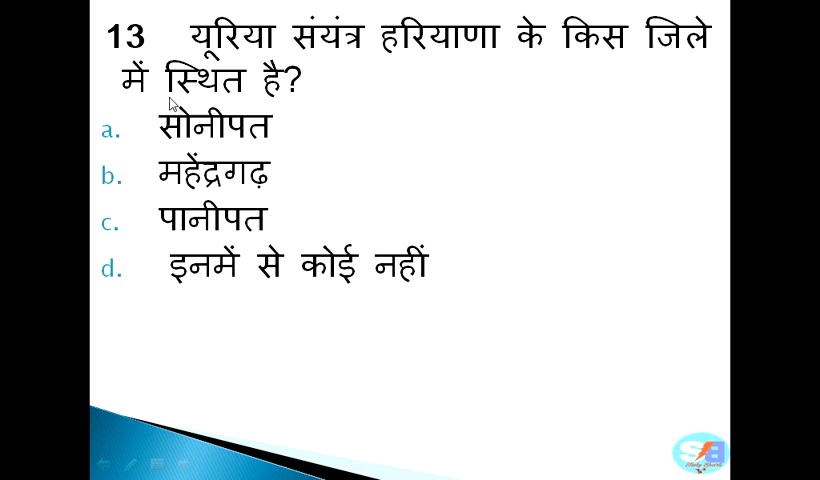 13 यूरिया संयंत्र हरियाणा के किस जिले
में स्थित है?
a. सोनीपत
b. महेंद्रगढ़
c. पानीपत
d. इनमें से कोई नहीं